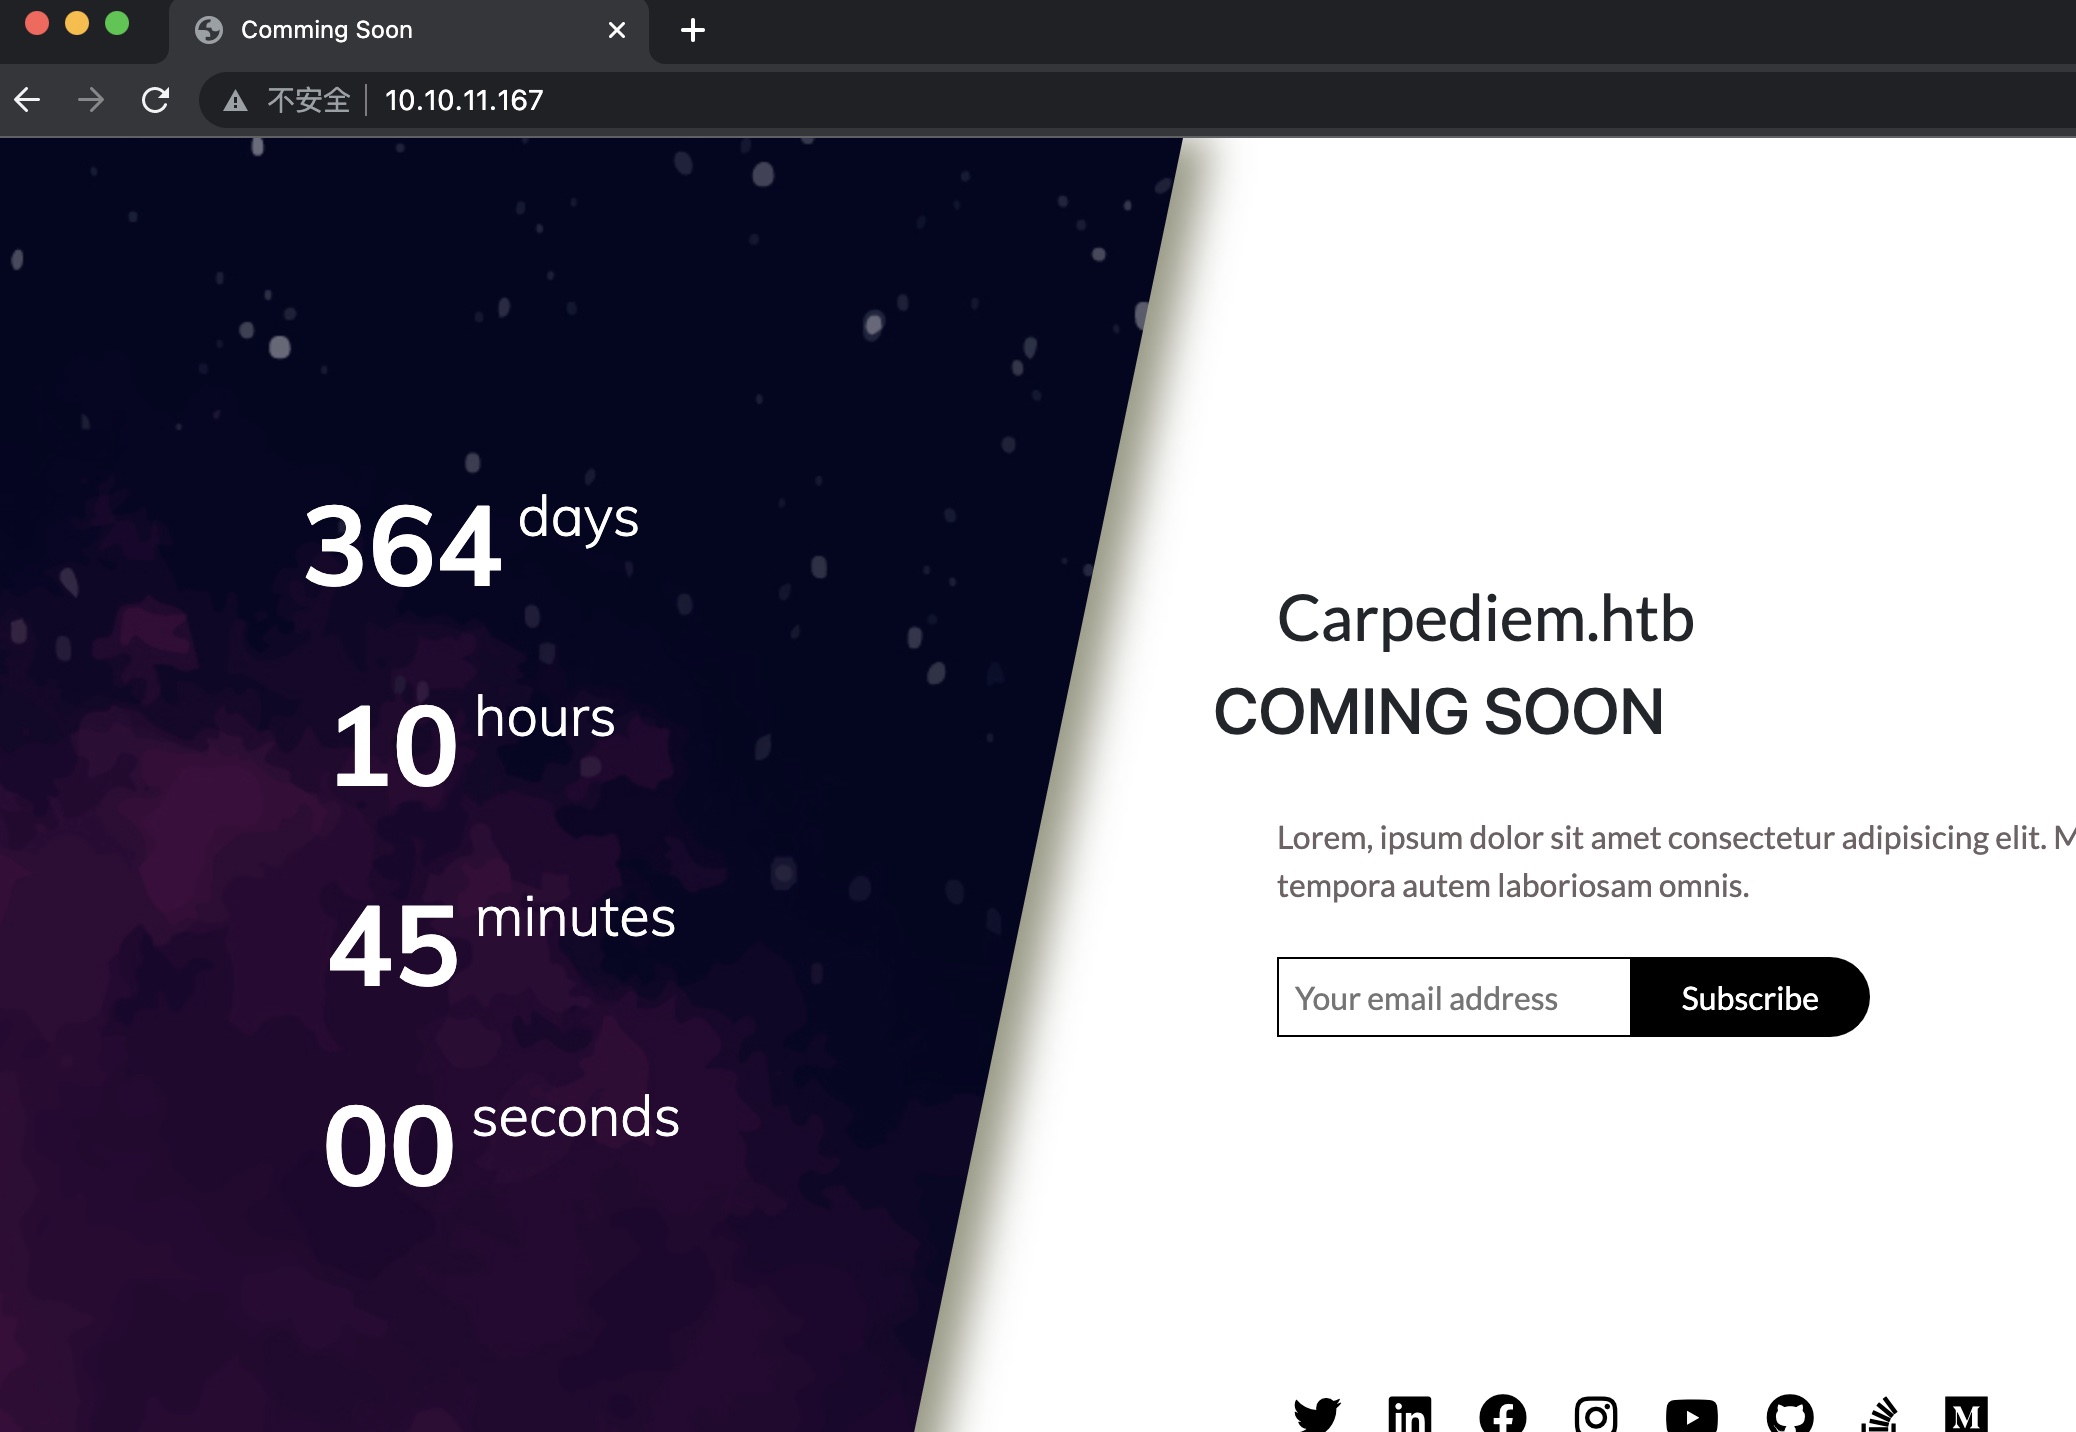 Comming Soon
不安全 10.10.11.167
364 days
10 hours
45 minutes
00 seconds
Carpediem.htb
COMING SOON
Lorem, ipsum dolor sit amet consectetur adipisicing elit.
tempora autem laboriosam omnis.
Your email address
Subscribe